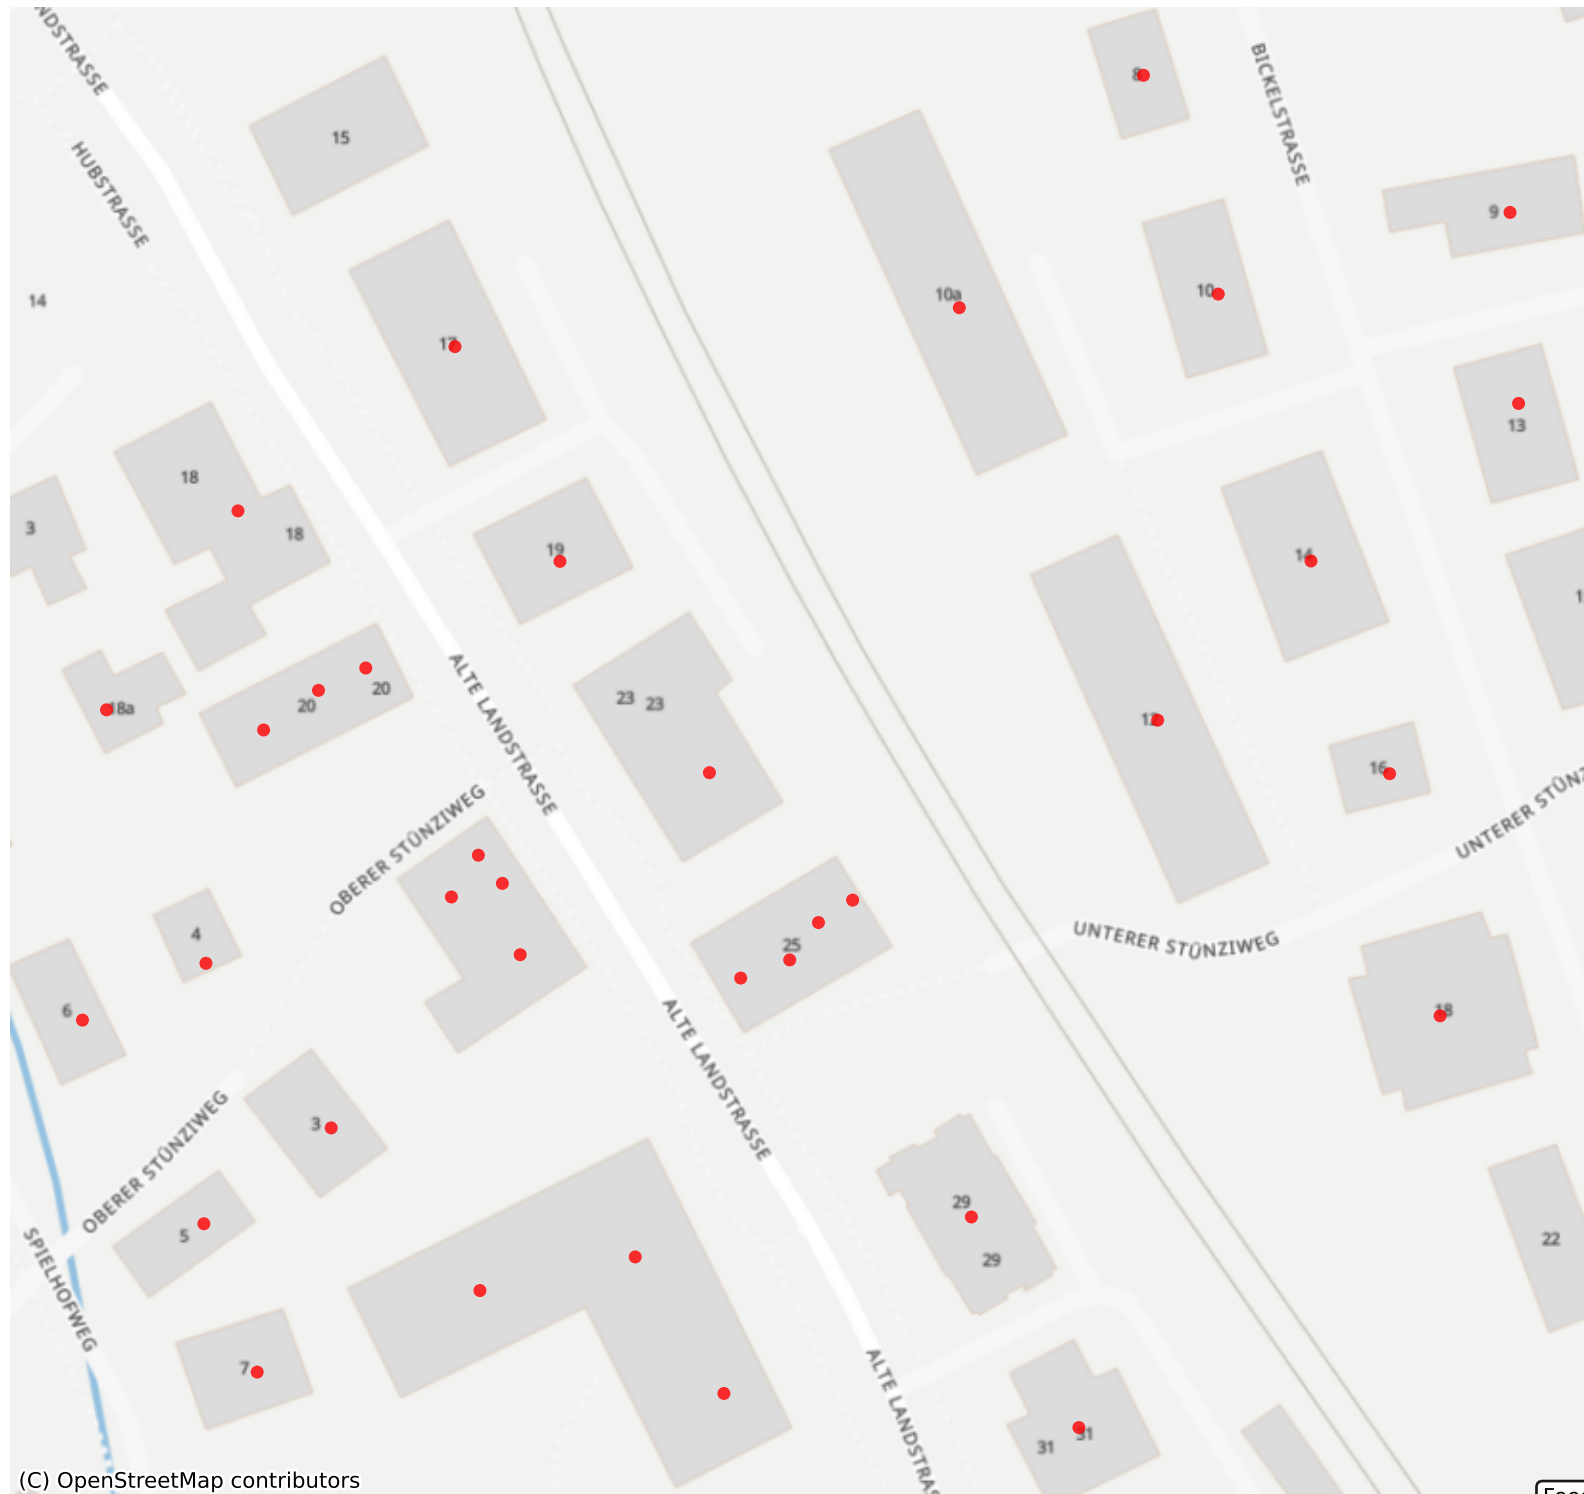 NDSTRASSE
HUBSTRASSE
BICKELSTRASSE
8
15
9
14
10a
10
17
13
18
3
18
19
14
18a
20
20
23
23
12
16
ALTE LANDSTRASSE
OBERER STÜNZIWEG
UNTERER STÜNZ
4
25
UNTERER STÜNZIWEG
6
18
ALTE LANDSTRASSE
3
OBERER STÜNZIWEG
5
29
29
22
SPIELHOFWEG
7
ALTE LANDSTRAS
31
31
(C) OpenStreetMap contributors